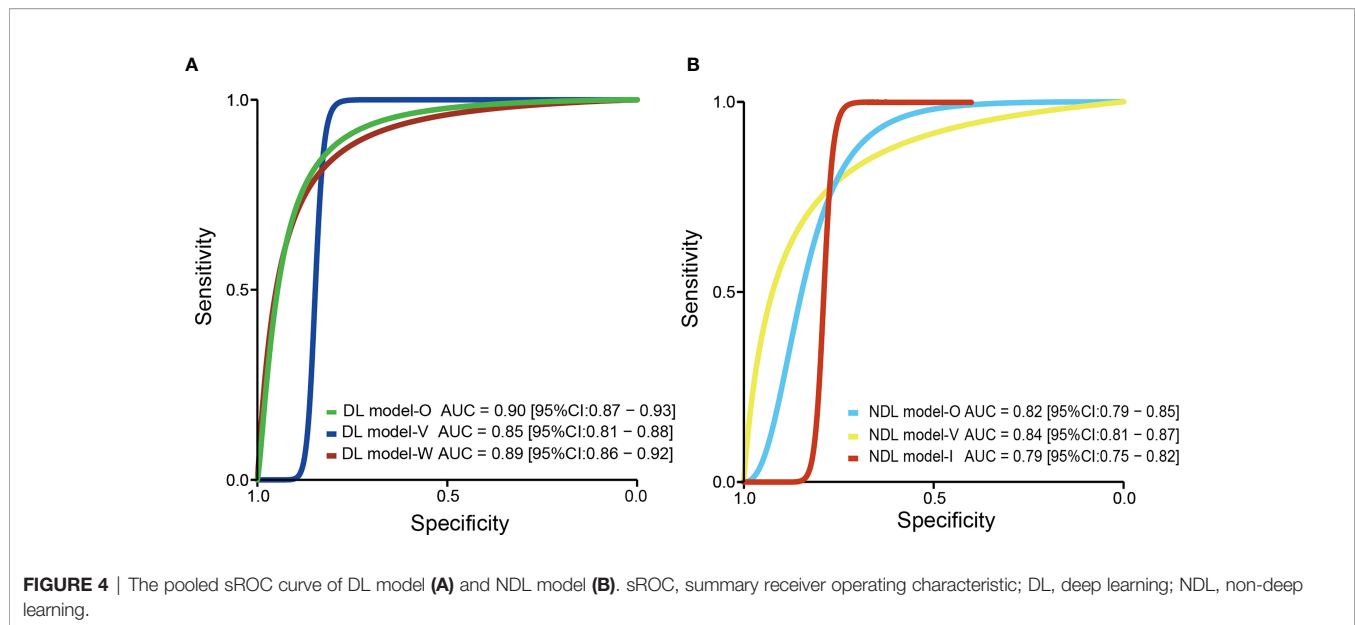 A
B
1.0
0.5
0.0
1.0
0.5
0.0
Sensitivity
Specificity
DL model-O AUC = 0.90 [95%CI:0.87 − 0.93]
DL model-V AUC = 0.85 [95%CI:0.81 − 0.88]
DL model-W AUC = 0.89 [95%CI:0.86 − 0.92]
1.0
0.5
0.0
1.0
0.5
0.0
Sensitivity
Specificity
NDL model-O AUC = 0.82 [95%CI:0.79 − 0.85]
NDL model-V AUC = 0.84 [95%CI:0.81 − 0.87]
NDL model-I AUC = 0.79 [95%CI:0.75 − 0.82]
FIGURE 4 | The pooled sROC curve of DL model (A) and NDL model (B). sROC, summary receiver operating characteristic; DL, deep learning; NDL, non-deep
learning.